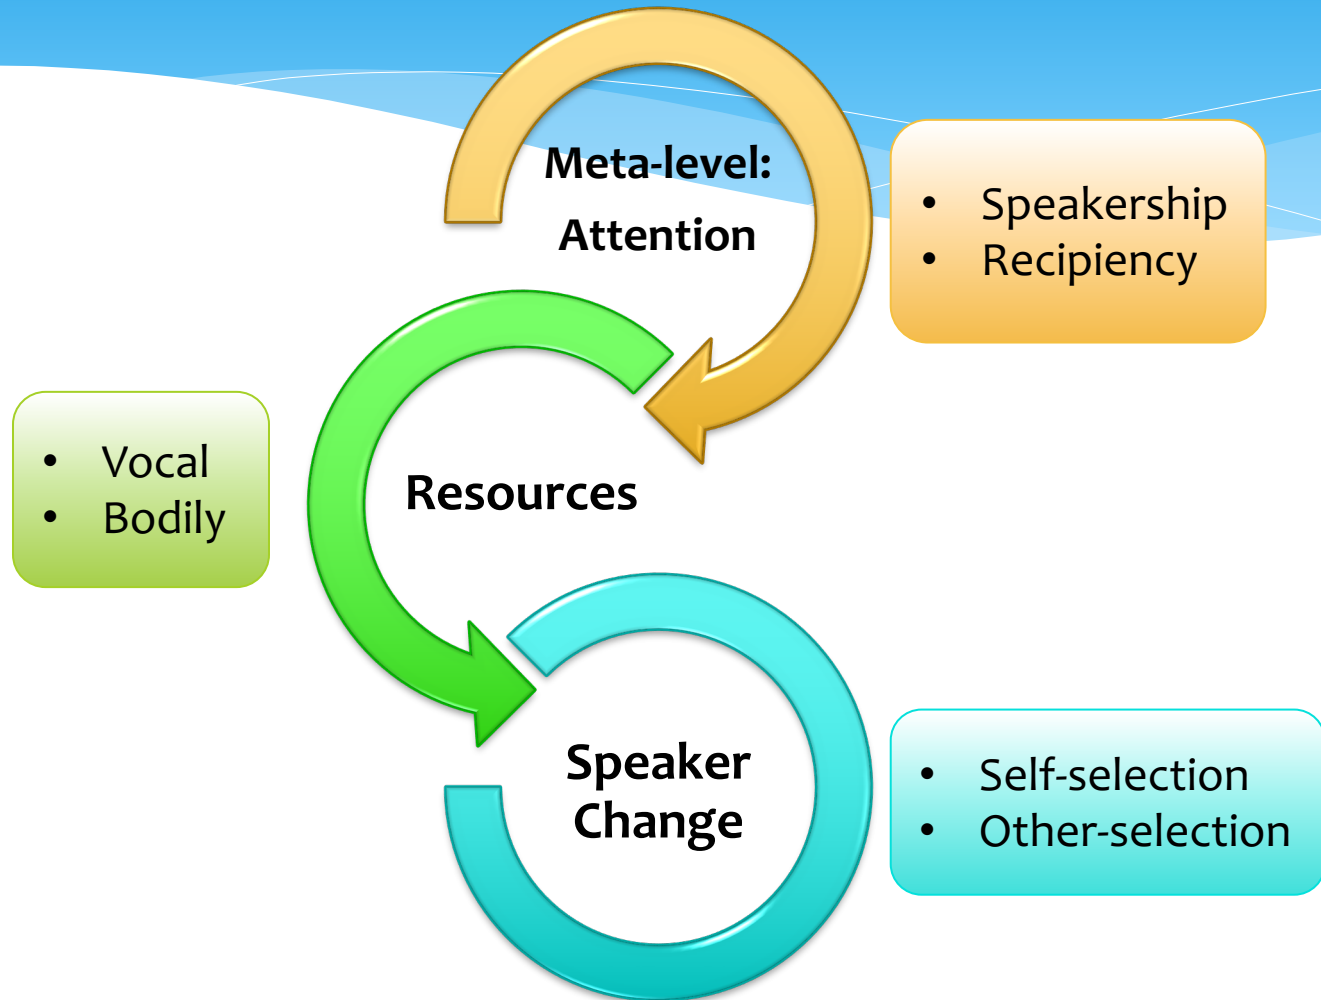 Meta-level:
Attention
• Speakership
• Recipiency
• Vocal
• Bodily
Resources
Speaker
Change
• Self-selection
• Other-selection